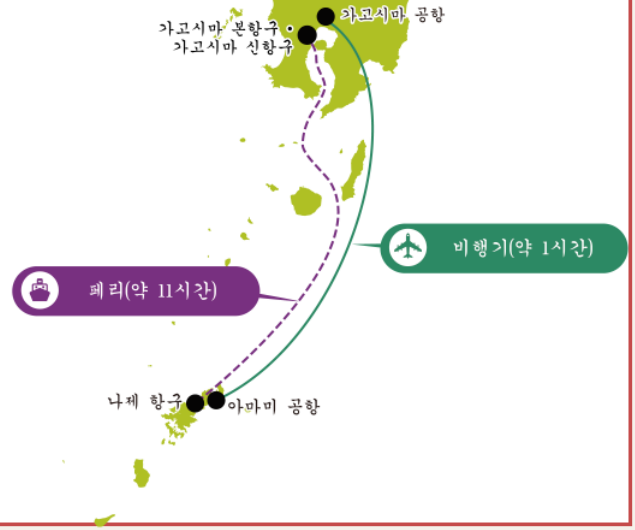 가고시마 공항
가고시마 본항구
가고시마 신항구
비행기(약 1시간)
페리(약 11시간)
나제 항구
아마미 공항